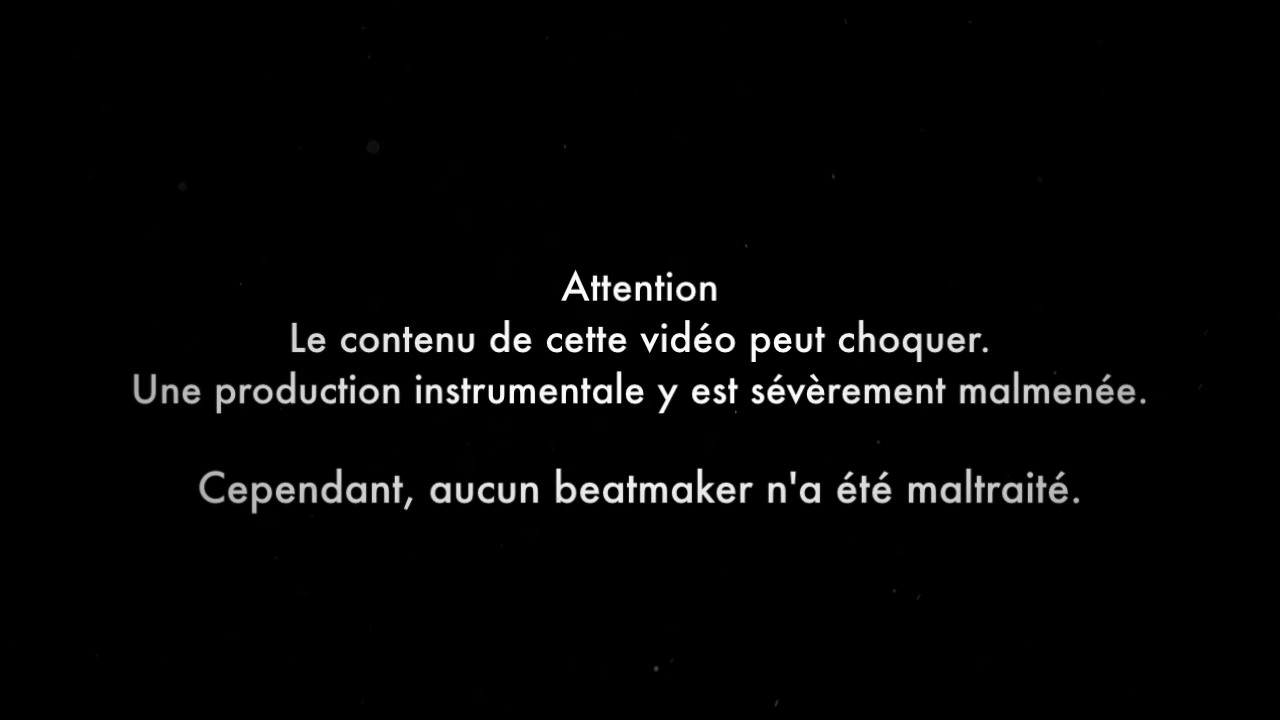 Attention
Le contenu de cette vidéo peut choquer.
Une production instrumentale y est sévèrement malmenée.
Cependant, aucun beatmaker n'a été maltraité.